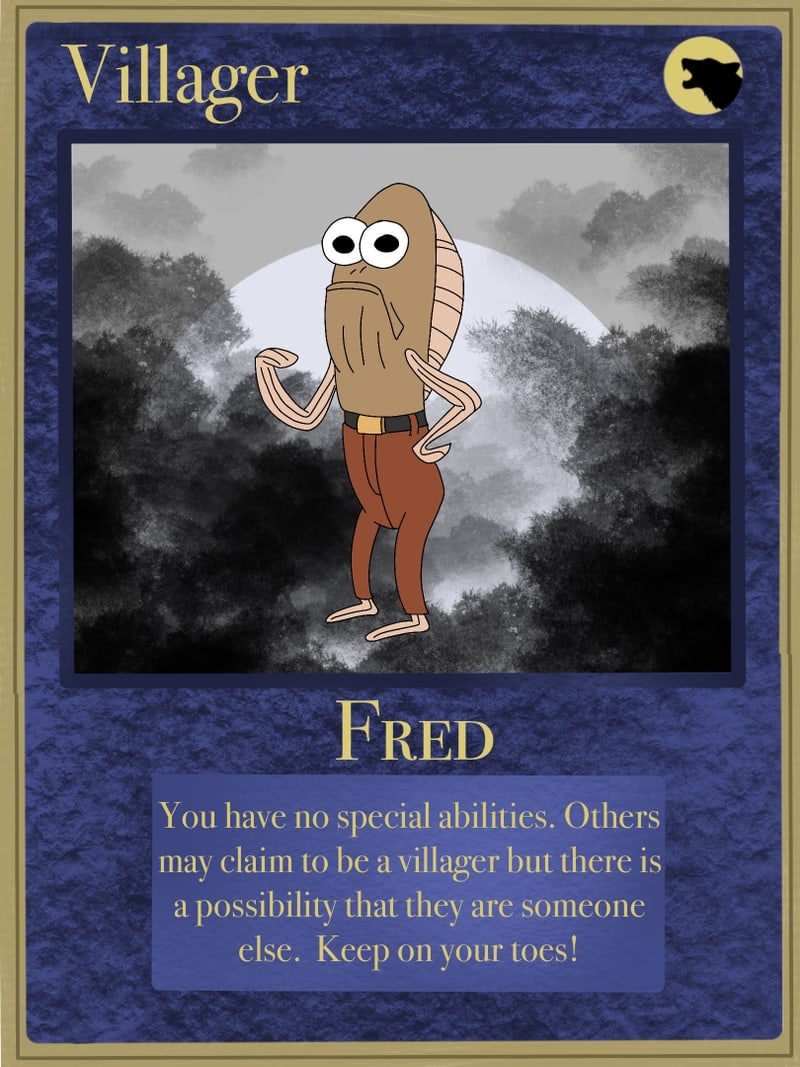 Villager
FRED
You have no special abilities. Others
may claim to be a villager but there is
a possibility that they are someone
else.  Keep on your toes!